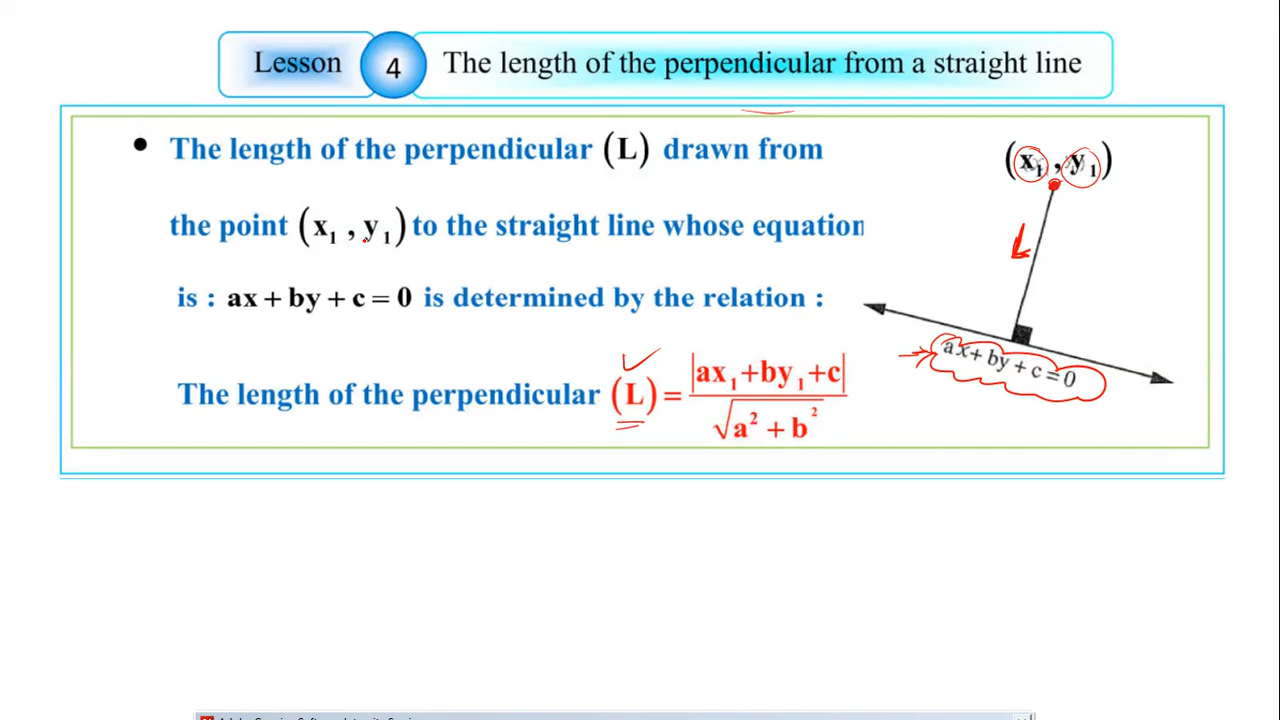 Lesson 4 The length of the perpendicular from a straight line
• The length of the perpendicular (L) drawn from
the point (x₁ , y₁) to the straight line whose equation
is : ax + by + c = 0 is determined by the relation :
The length of the perpendicular (L) = |ax₁+by₁+c| / √a² + b²
(x₁ , y₁)
L
ax + by + c = 0